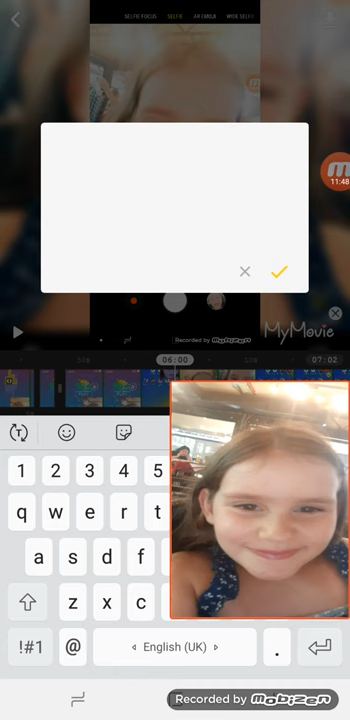 SELFIE FOCUS SELFIE AR EMOJI WIDE SELFIE
11:48
Recorded by mobizen
MyMovie
06:00
07:02
1 2 3 4 5
q w e r t
a s d f
z x c
!#1 @ English (UK) .
Recorded by mobizen